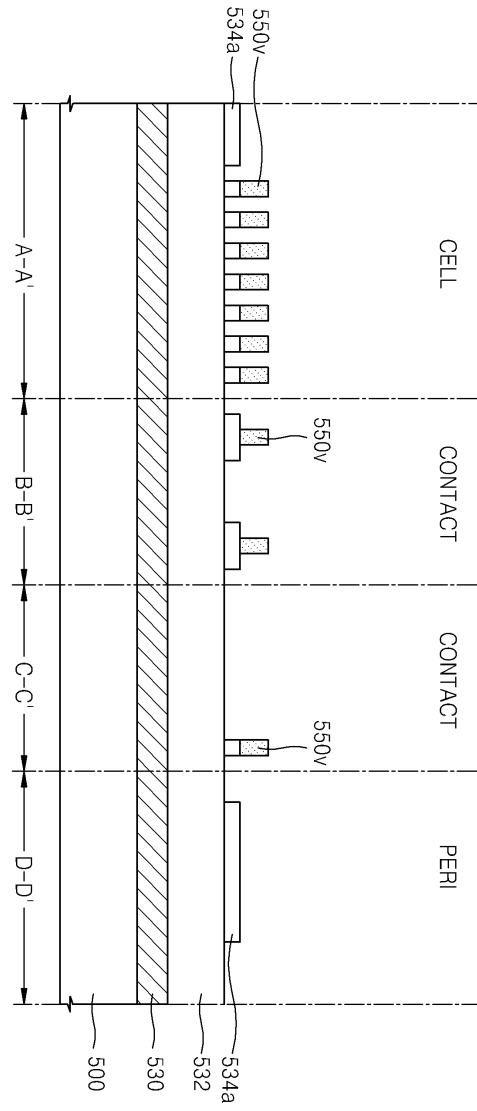 CELL
CONTACT
CONTACT
PERI
550v
534a
550v
550v
534a
532
530
500
A-A'
B-B'
C-C'
D-D'